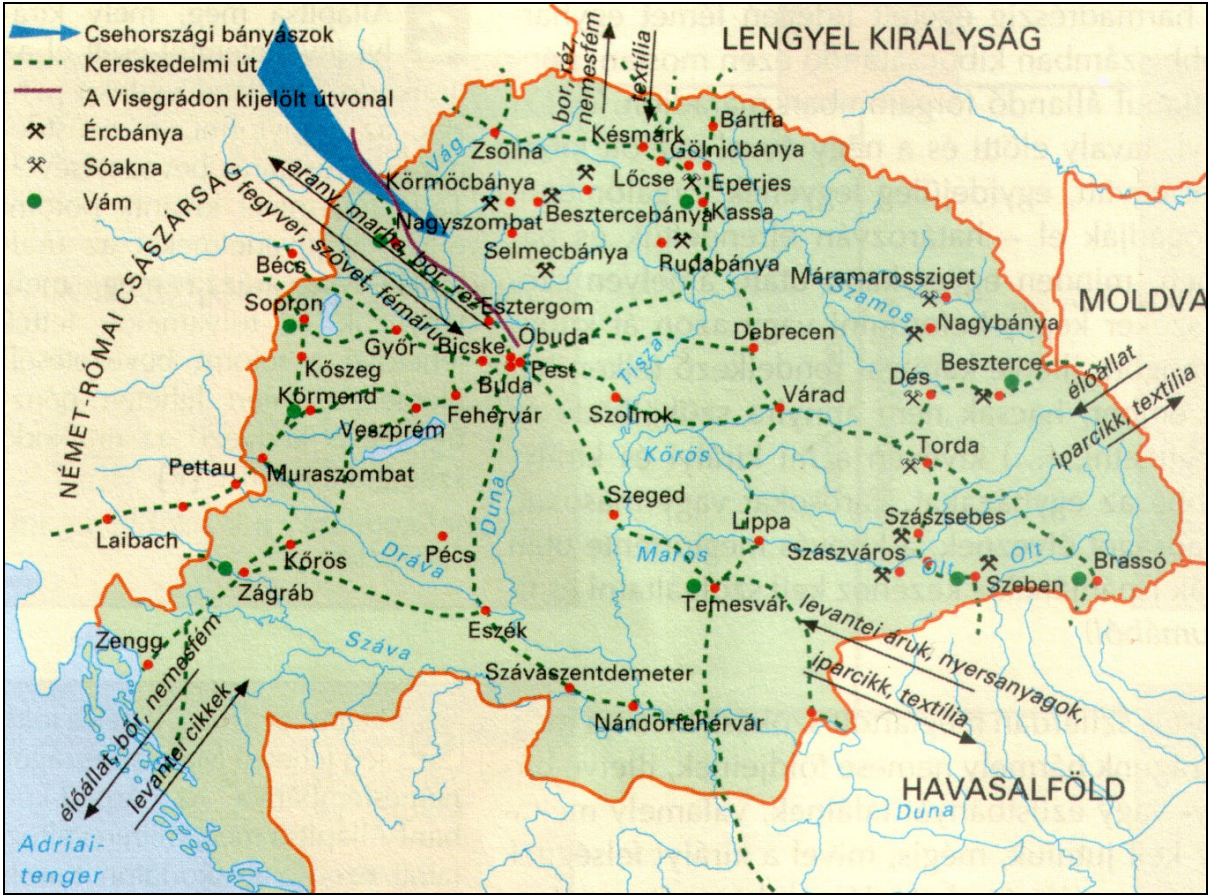 Csehországi bányászok
Kereskedelmi út
A Visegrádon kijelölt útvonal
Ércbánya
Sóakna
Vám
LENGYEL KIRÁLYSÁG
NÉMET-RÓMAI CSÁSZÁRSÁG
MOLDVA
HAVASALFÖLD
bor, réz,
nemesfém
textília
arany, marha, bor, réz
fegyver, szövet, fémáru
élőállat
iparcikk, textília
levantei áruk, nyersanyagok,
iparcikk, textília
élőállat, bor, nemesfém
levantei cikkek
Vág
Zsolna
Késmárk
Bártfa
Gölnicbánya
Lőcse
Eperjes
Körmöcbánya
Besztercebánya
Kassa
Nagyszombat
Selmecbánya
Rudabánya
Bécs
Máramarossziget
Szamos
Sopron
Esztergom
Nagybánya
Győr
Bicske
Óbuda
Debrecen
Beszterce
Kőszeg
Buda
Pest
Tisza
Dés
Körmend
Fehérvár
Szolnok
Várad
Veszprém
Körös
Torda
Pettau
Muraszombat
Duna
Szeged
Lippa
Szászsebes
Laibach
Kőrös
Pécs
Dráva
Maros
Szászváros
Olt
Olt
Brassó
Zágráb
Temesvár
Szeben
Zengg
Száva
Eszék
Szávaszentdemeter
Nándorfehérvár
Duna
Adriai-
tenger